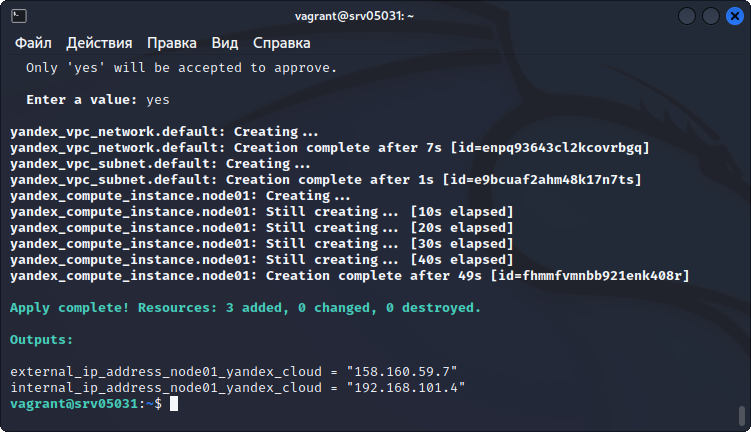 vagrant@srv05031: ~
Файл Действия Правка Вид Справка
Only 'yes' will be accepted to approve.
Enter a value: yes
yandex_vpc_network.default: Creating...
yandex_vpc_network.default: Creation complete after 7s [id=enpq93643cl2kcovrbgq]
yandex_vpc_subnet.default: Creating...
yandex_vpc_subnet.default: Creation complete after 1s [id=e9bcuaf2ahm48k17n7ts]
yandex_compute_instance.node01: Creating...
yandex_compute_instance.node01: Still creating... [10s elapsed]
yandex_compute_instance.node01: Still creating... [20s elapsed]
yandex_compute_instance.node01: Still creating... [30s elapsed]
yandex_compute_instance.node01: Still creating... [40s elapsed]
yandex_compute_instance.node01: Creation complete after 49s [id=fhmmfvmnbb921enk408r]
Apply complete! Resources: 3 added, 0 changed, 0 destroyed.
Outputs:
external_ip_address_node01_yandex_cloud = "158.160.59.7"
internal_ip_address_node01_yandex_cloud = "192.168.101.4"
vagrant@srv05031:~$